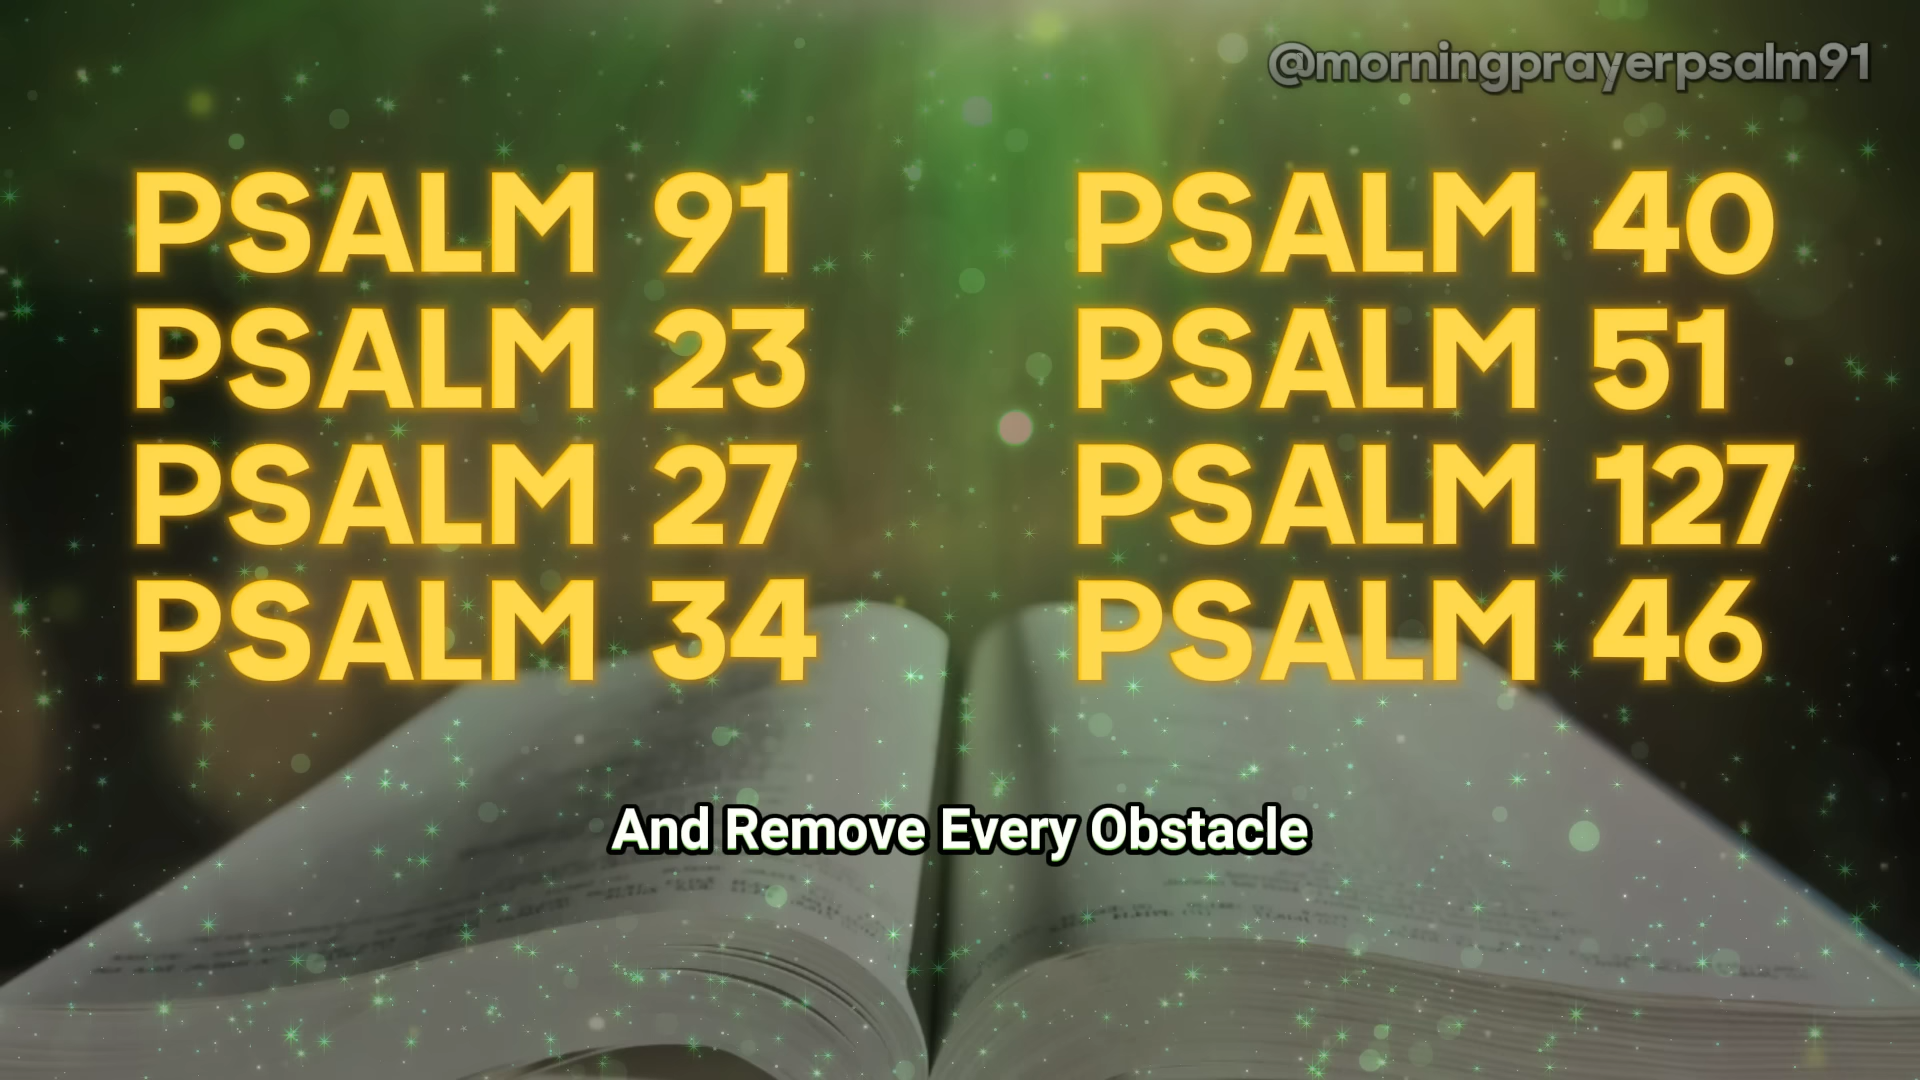 @morningprayerpsalm91
PSALM 91
PSALM 23
PSALM 27
PSALM 34
PSALM 40
PSALM 51
PSALM 127
PSALM 46
And Remove Every Obstacle